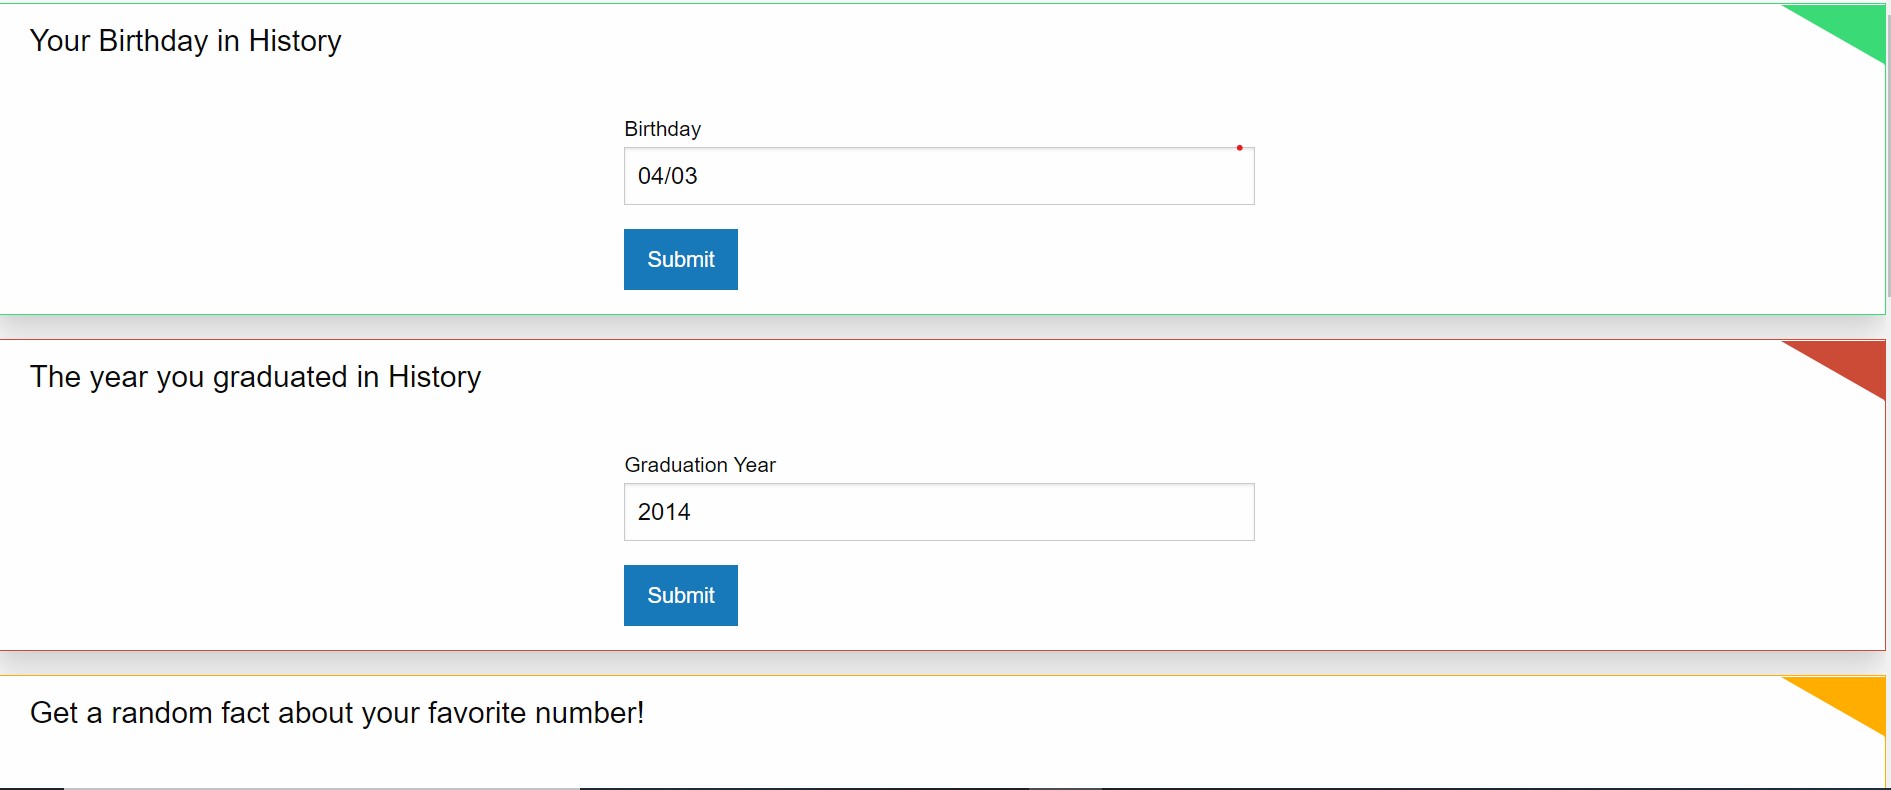 Your Birthday in History
Birthday
04/03
Submit
The year you graduated in History
Graduation Year
2014
Submit
Get a random fact about your favorite number!